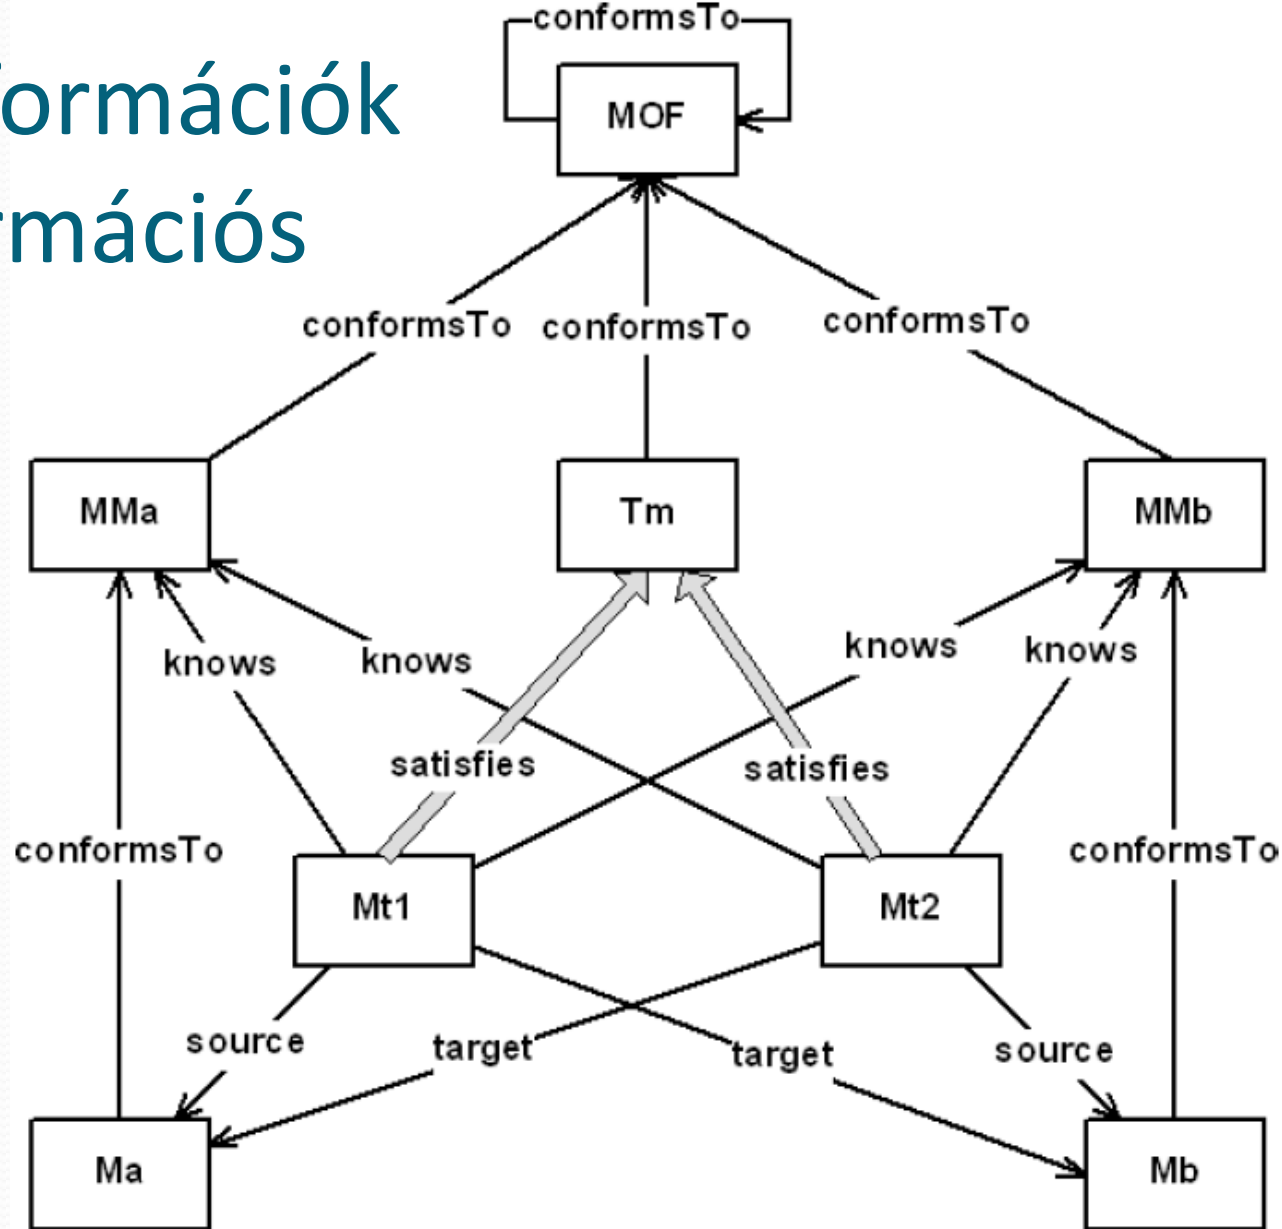 conformsTo
formációk
MOF
rmációs
conformsTo conformsTo conformsTo
MMa Tm MMb
knows knows knows knows
satisfies satisfies
conformsTo conformsTo
Mt1 Mt2
source target target source
Ma Mb